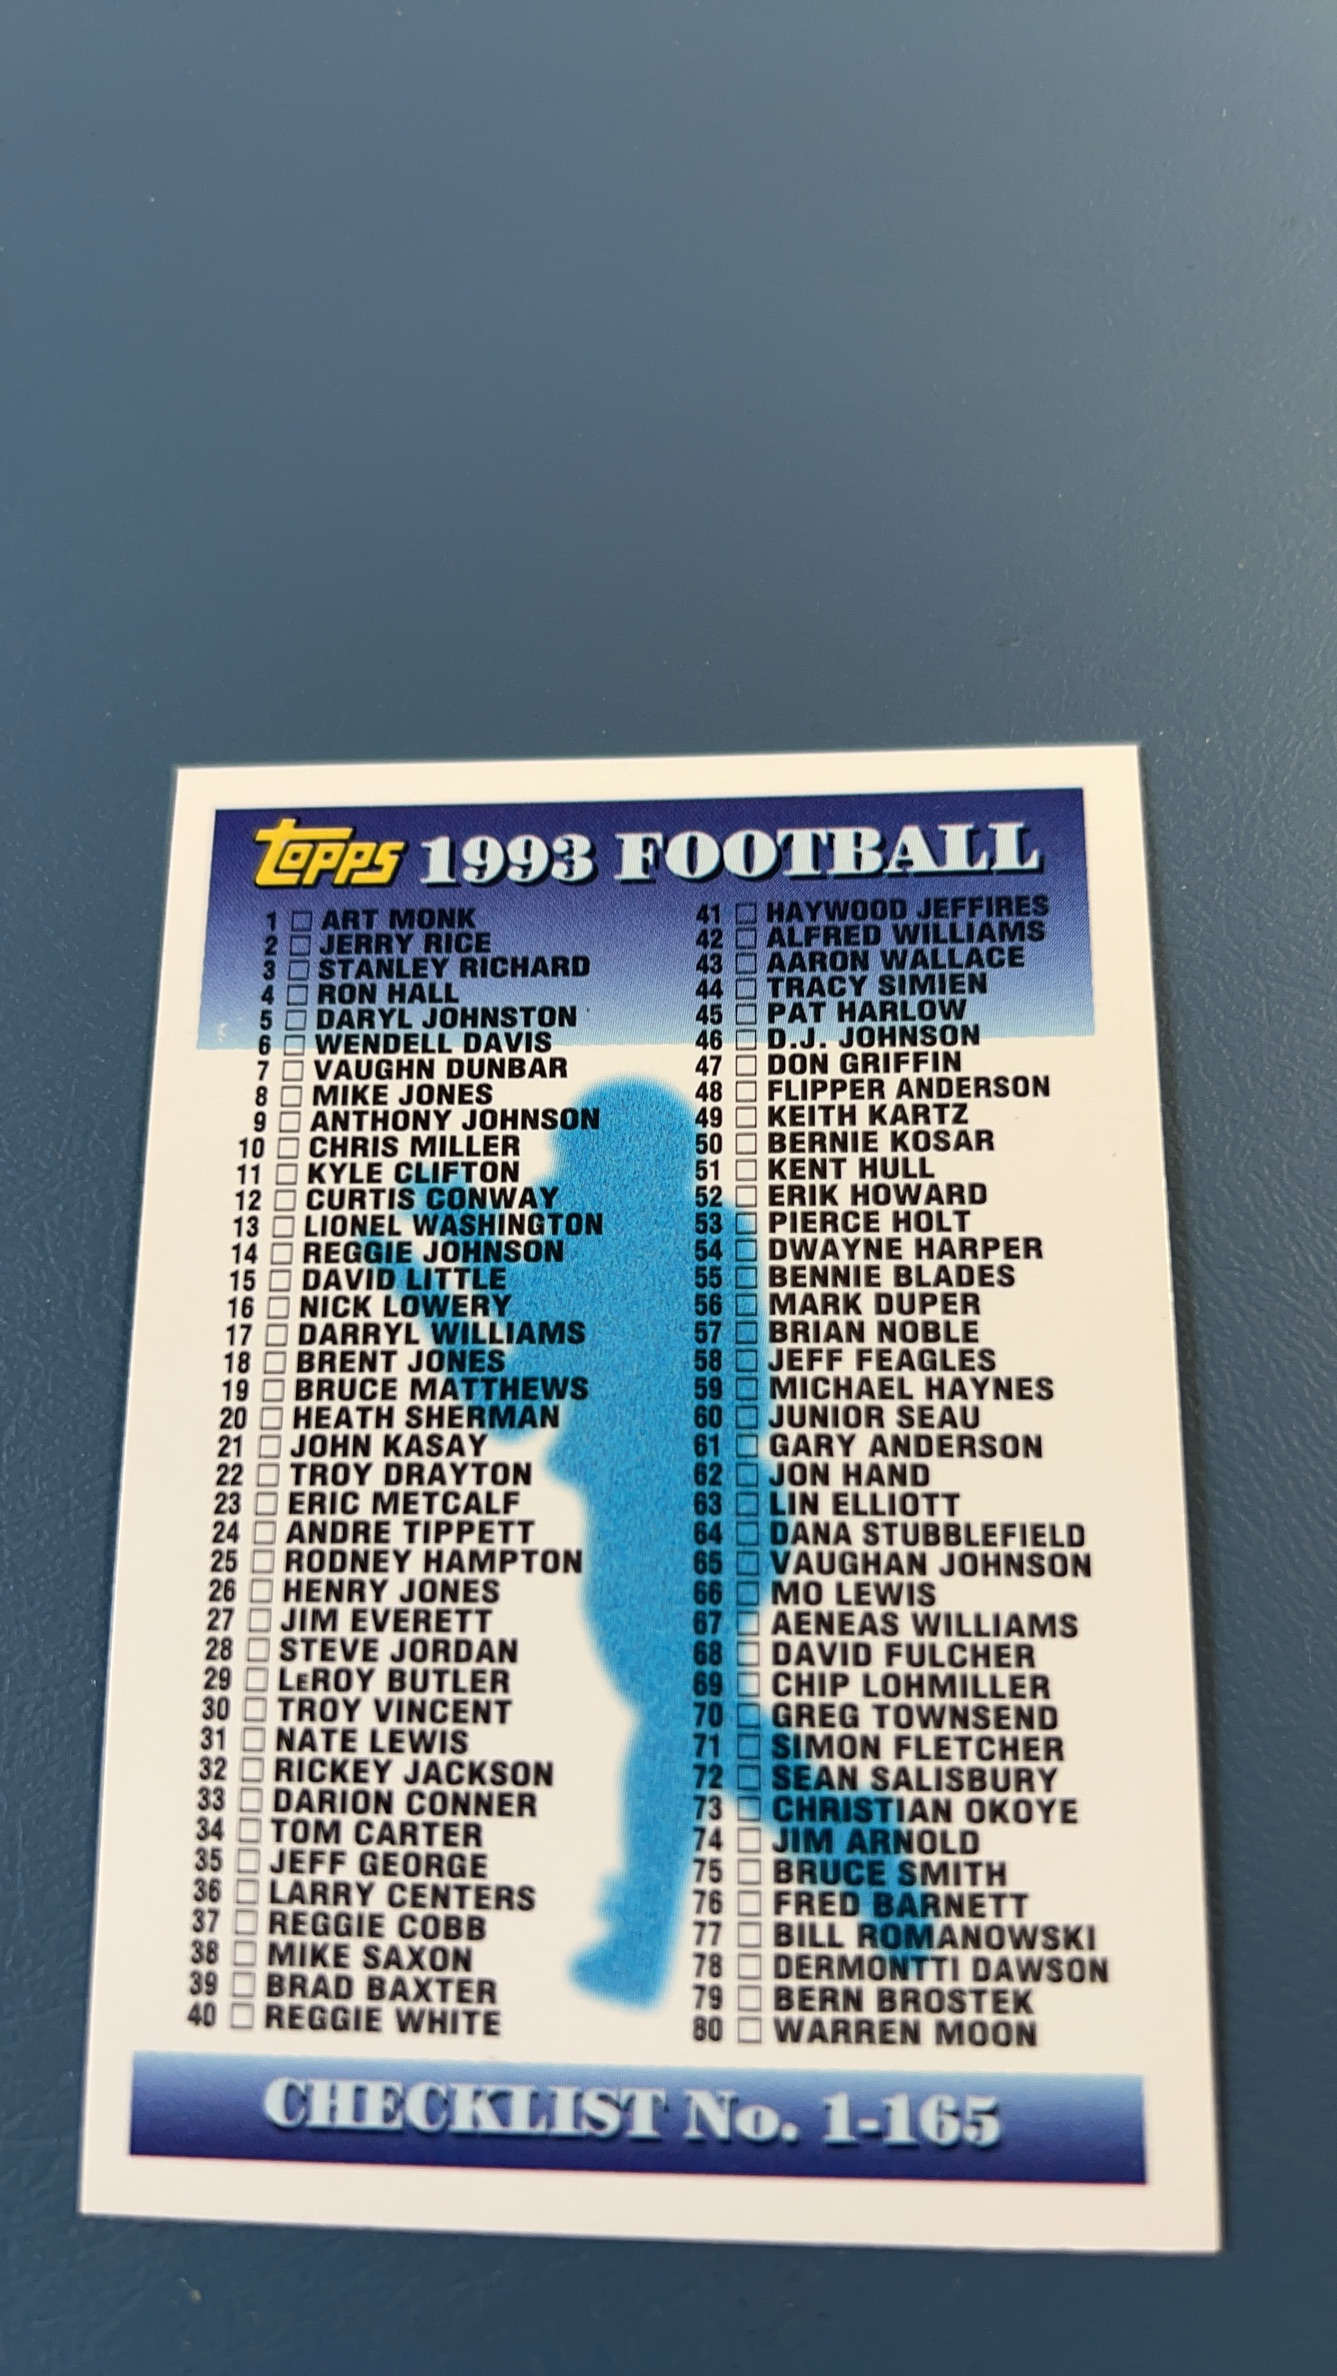 Topps 1993 FOOTBALL
1 □ ART MONK
2 □ JERRY RICE
3 □ STANLEY RICHARD
4 □ RON HALL
5 □ DARYL JOHNSTON
6 □ WENDELL DAVIS
7 □ VAUGHN DUNBAR
8 □ MIKE JONES
9 □ ANTHONY JOHNSON
10 □ CHRIS MILLER
11 □ KYLE CLIFTON
12 □ CURTIS CONWAY
13 □ LIONEL WASHINGTON
14 □ REGGIE JOHNSON
15 □ DAVID LITTLE
16 □ NICK LOWERY
17 □ DARRYL WILLIAMS
18 □ BRENT JONES
19 □ BRUCE MATTHEWS
20 □ HEATH SHERMAN
21 □ JOHN KASAY
22 □ TROY DRAYTON
23 □ ERIC METCALF
24 □ ANDRE TIPPETT
25 □ RODNEY HAMPTON
26 □ HENRY JONES
27 □ JIM EVERETT
28 □ STEVE JORDAN
29 □ LeROY BUTLER
30 □ TROY VINCENT
31 □ NATE LEWIS
32 □ RICKEY JACKSON
33 □ DARION CONNER
34 □ TOM CARTER
35 □ JEFF GEORGE
36 □ LARRY CENTERS
37 □ REGGIE COBB
38 □ MIKE SAXON
39 □ BRAD BAXTER
40 □ REGGIE WHITE
41 □ HAYWOOD JEFFIRES
42 □ ALFRED WILLIAMS
43 □ AARON WALLACE
44 □ TRACY SIMIEN
45 □ PAT HARLOW
46 □ D.J. JOHNSON
47 □ DON GRIFFIN
48 □ FLIPPER ANDERSON
49 □ KEITH KARTZ
50 □ BERNIE KOSAR
51 □ KENT HULL
52 □ ERIK HOWARD
53 □ PIERCE HOLT
54 □ DWAYNE HARPER
55 □ BENNIE BLADES
56 □ MARK DUPER
57 □ BRIAN NOBLE
58 □ JEFF FEAGLES
59 □ MICHAEL HAYNES
60 □ JUNIOR SEAU
61 □ GARY ANDERSON
62 □ JON HAND
63 □ LIN ELLIOTT
64 □ DANA STUBBLEFIELD
65 □ VAUGHAN JOHNSON
66 □ MO LEWIS
67 □ AENEAS WILLIAMS
68 □ DAVID FULCHER
69 □ CHIP LOHMILLER
70 □ GREG TOWNSEND
71 □ SIMON FLETCHER
72 □ SEAN SALISBURY
73 □ CHRISTIAN OKOYE
74 □ JIM ARNOLD
75 □ BRUCE SMITH
76 □ FRED BARNETT
77 □ BILL ROMANOWSKI
78 □ DERMONTTI DAWSON
79 □ BERN BROSTEK
80 □ WARREN MOON
CHECKLIST No. 1-165